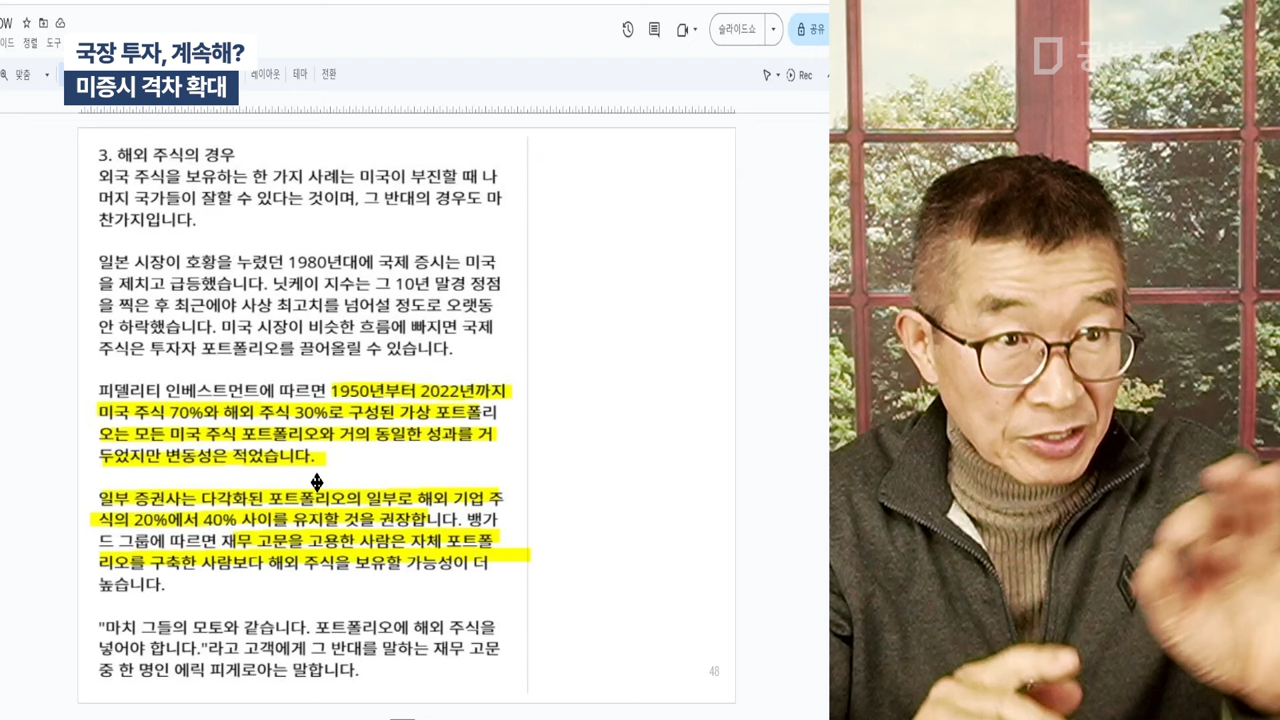 OW
이드 정렬 도구
국장 투자, 계속해?
미증시 격차 확대
슬라이드쇼
공유
맞춤
레이아웃
테마
전환
Rec
3. 해외 주식의 경우
외국 주식을 보유하는 한 가지 사례는 미국이 부진할 때 나
머지 국가들이 잘할 수 있다는 것이며, 그 반대의 경우도 마
찬가지입니다.
일본 시장이 호황을 누렸던 1980년대에 국제 증시는 미국
을 제치고 급등했습니다. 닛케이 지수는 그 10년 말경 정점
을 찍은 후 최근에야 사상 최고치를 넘어설 정도로 오랫동
안 하락했습니다. 미국 시장이 비슷한 흐름에 빠지면 국제
주식은 투자자 포트폴리오를 끌어올릴 수 있습니다.
피델리티 인베스트먼트에 따르면 1950년부터 2022년까지
미국 주식 70%와 해외 주식 30%로 구성된 가상 포트폴리
오는 모든 미국 주식 포트폴리오와 거의 동일한 성과를 거
두었지만 변동성은 적었습니다.
일부 증권사는 다각화된 포트폴리오의 일부로 해외 기업 주
식의 20%에서 40% 사이를 유지할 것을 권장합니다. 뱅가
드 그룹에 따르면 재무 고문을 고용한 사람은 자체 포트폴
리오를 구축한 사람보다 해외 주식을 보유할 가능성이 더
높습니다.
"마치 그들의 모토와 같습니다. 포트폴리오에 해외 주식을
넣어야 합니다."라고 고객에게 그 반대를 말하는 재무 고문
중 한 명인 에릭 피게로아는 말합니다.
48